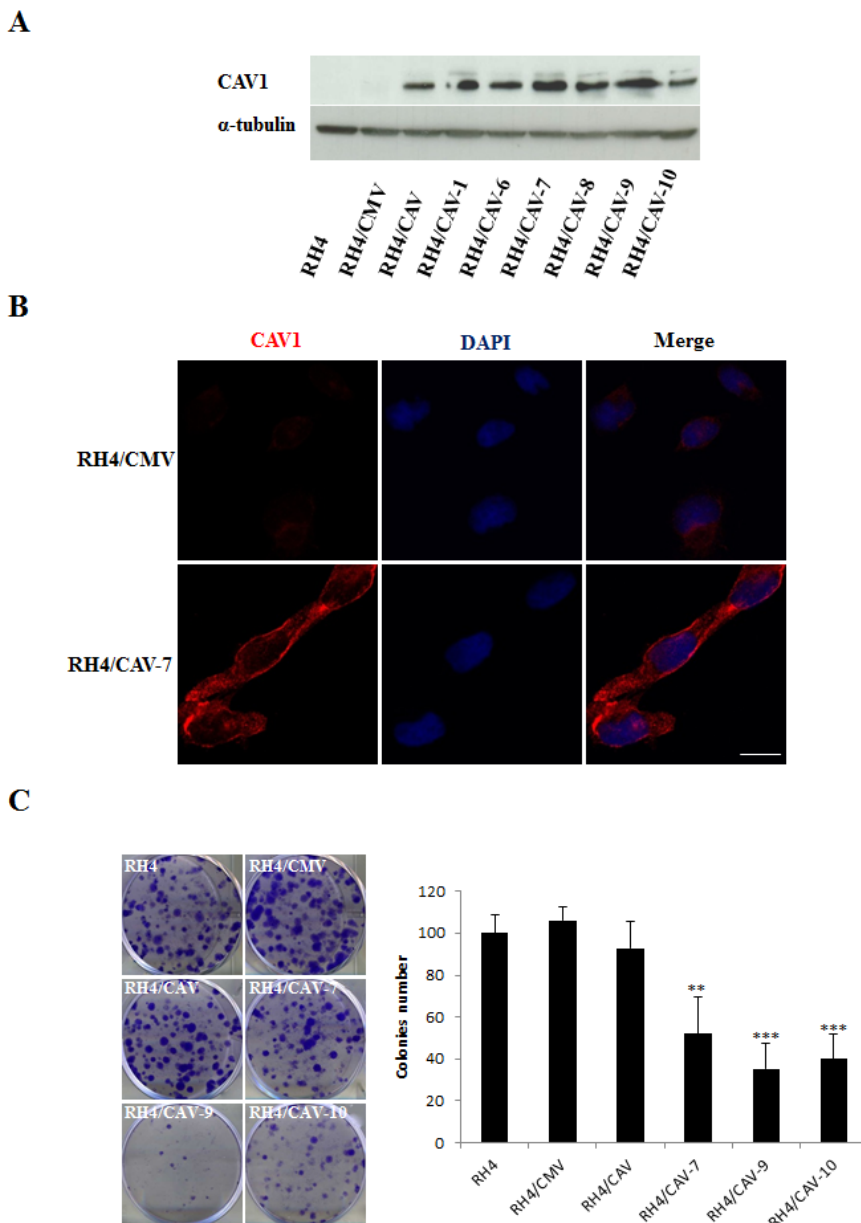 A
CAV1
α-tubulin
RH4
RH4/CMV
RH4/CAV
RH4/CAV-1
RH4/CAV-6
RH4/CAV-7
RH4/CAV-8
RH4/CAV-9
RH4/CAV-10
B
CAV1 DAPI Merge
RH4/CMV
RH4/CAV-7
C
RH4 RH4/CMV
RH4/CAV RH4/CAV-7
RH4/CAV-9 RH4/CAV-10
Colonies number
120
100
80
60
40
20
0
**
***
***
RH4
RH4/CMV
RH4/CAV
RH4/CAV-7
RH4/CAV-9
RH4/CAV-10